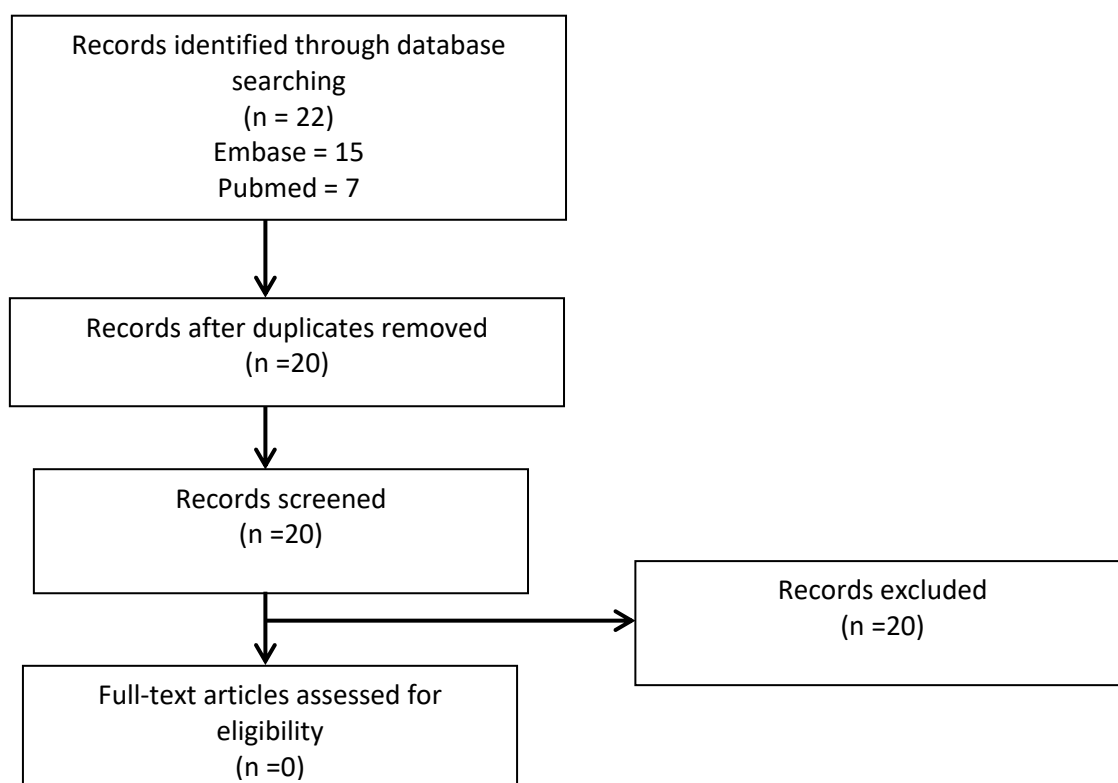 Records identified through database
searching
(n = 22)
Embase = 15
Pubmed = 7
Records after duplicates removed
(n =20)
Records screened
(n =20)
Records excluded
(n =20)
Full-text articles assessed for
eligibility
(n =0)